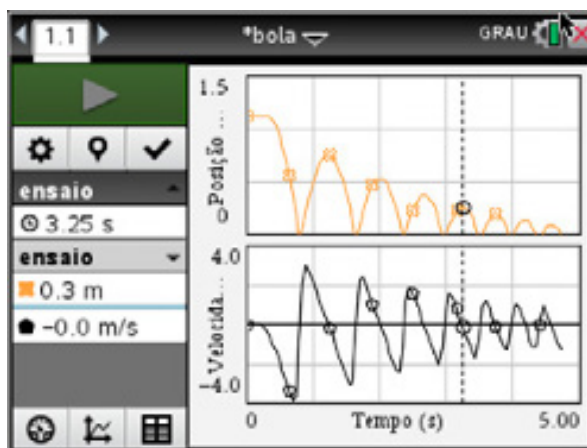 1.1 *bola GRAU
ensaio
3.25 s
ensaio
0.3 m
-0.0 m/s
1.5
Posição ...
0
4.0
Velocida...
-4.0
0 Tempo (s) 5.00